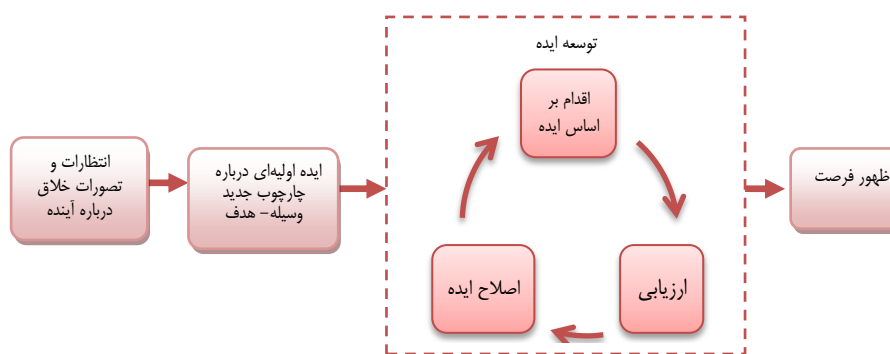 توسعه ایده
اقدام بر
اساس ایده
انتظارات و
تصورات خلاق
درباره آینده
ایده اولیه‌ای درباره
چارچوب جدید
وسیله- هدف
ظهور فرصت
اصلاح ایده
ارزیابی